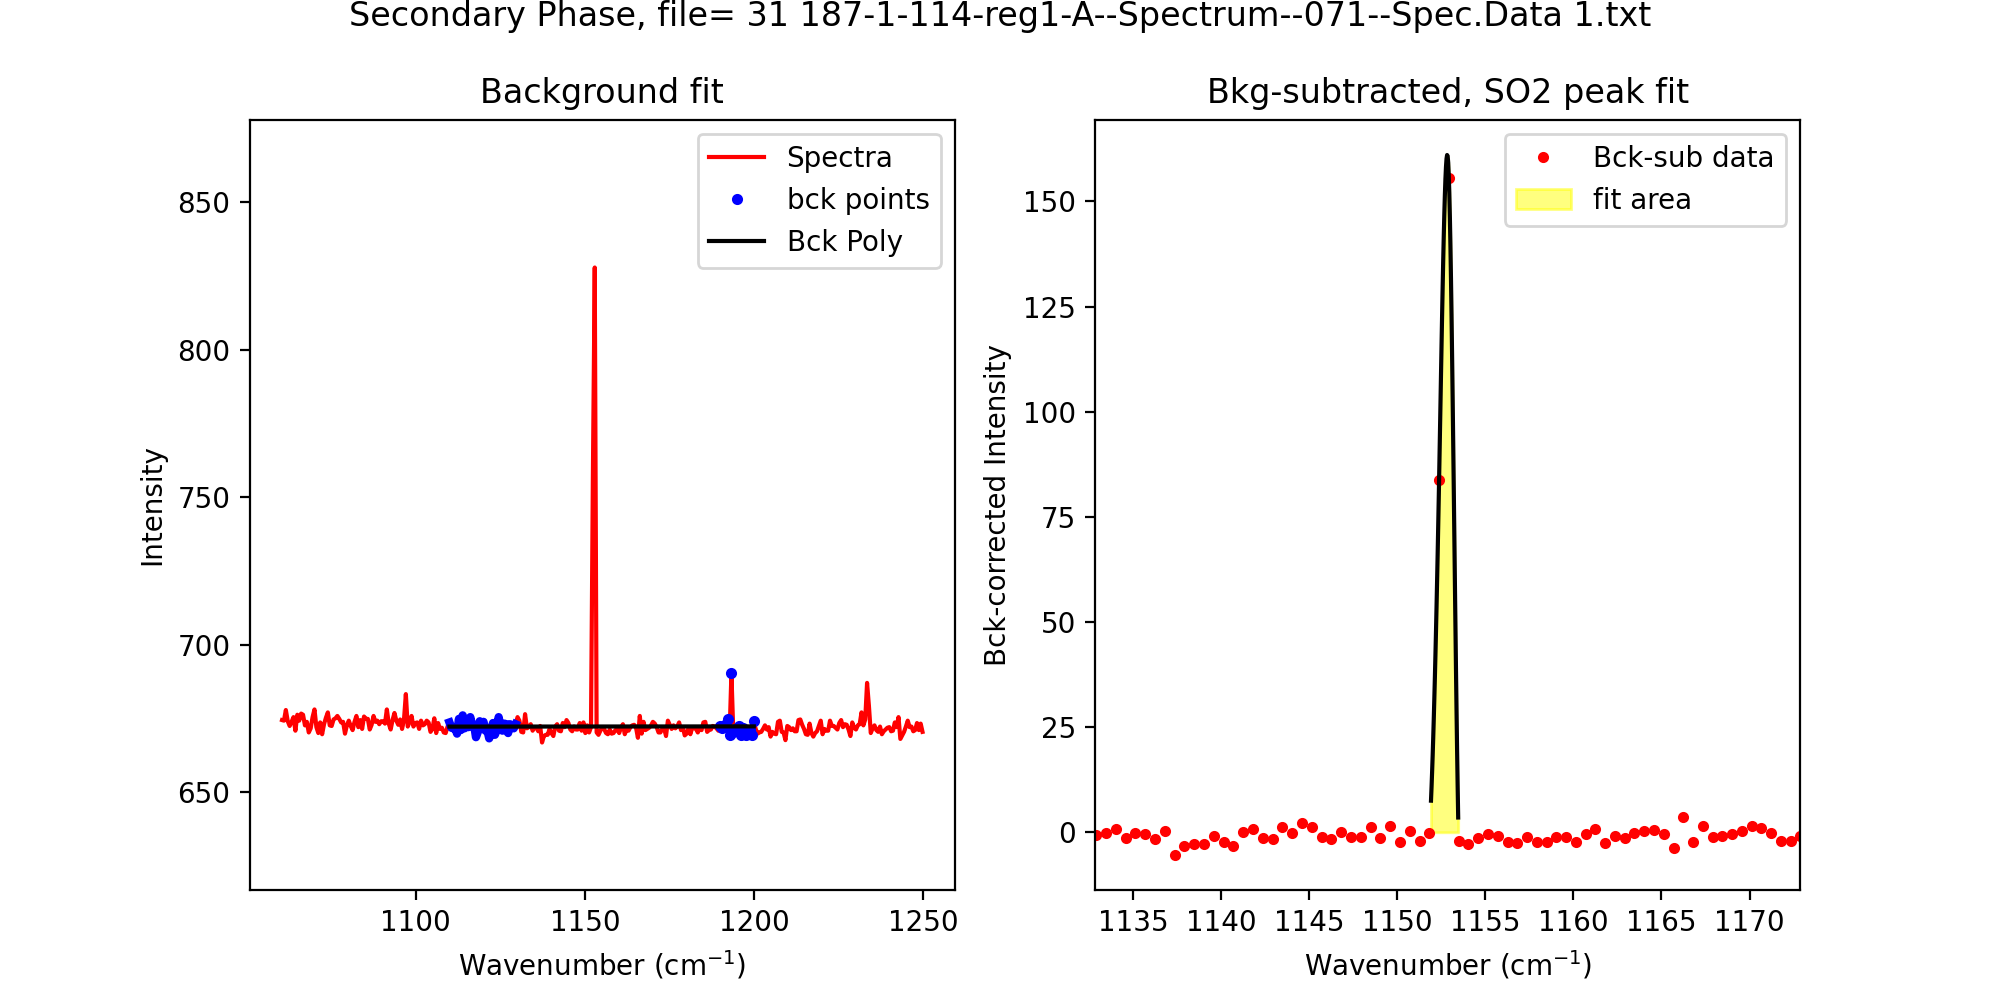 Secondary Phase, file= 31 187-1-114-reg1-A--Spectrum--071--Spec.Data 1.txt
Background fit
Spectra
bck points
Bck Poly
850
800
750
700
650
Intensity
1100 1150 1200 1250
Wavenumber (cm⁻¹)
Bkg-subtracted, SO2 peak fit
Bck-sub data
fit area
150
125
100
75
50
25
0
Bck-corrected Intensity
1135 1140 1145 1150 1155 1160 1165 1170
Wavenumber (cm⁻¹)